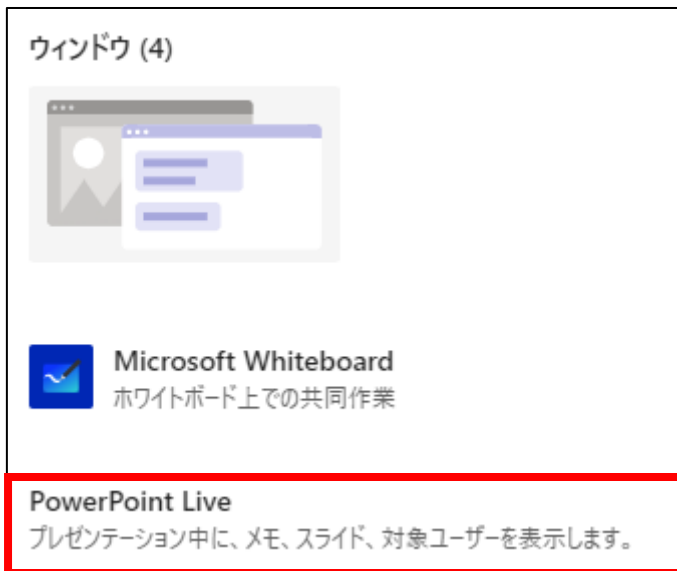 ウィンドウ (4)
Microsoft Whiteboard
ホワイトボード上での共同作業
PowerPoint Live
プレゼンテーション中に、メモ、スライド、対象ユーザーを表示します。